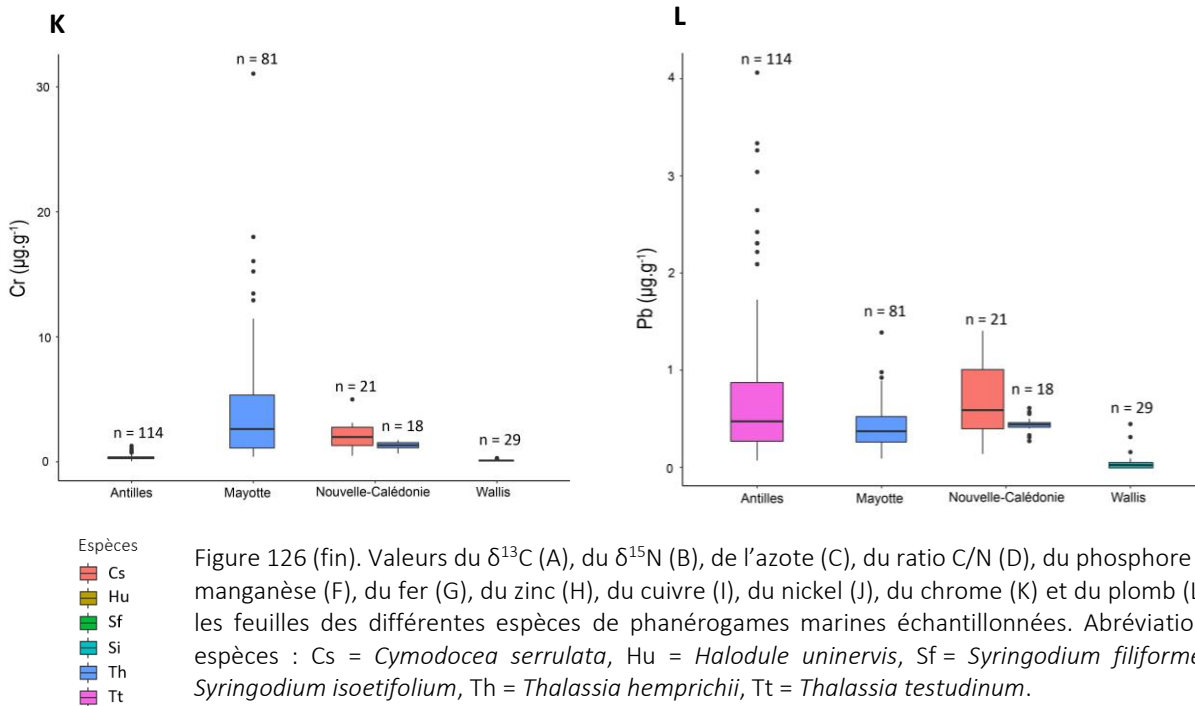 K
n = 81
30
20
10
0
Cr (µg.g⁻¹)
n = 114
n = 21
n = 18
n = 29
Antilles
Mayotte
Nouvelle-Calédonie
Wallis
L
n = 114
4
3
2
1
0
Pb (µg.g⁻¹)
n = 81
n = 21
n = 18
n = 29
Antilles
Mayotte
Nouvelle-Calédonie
Wallis
Espèces
Cs
Hu
Sf
Si
Th
Tt
Figure 126 (fin). Valeurs du δ¹³C (A), du δ¹⁵N (B), de l’azote (C), du ratio C/N (D), du phosphore
manganèse (F), du fer (G), du zinc (H), du cuivre (I), du nickel (J), du chrome (K) et du plomb (L
les feuilles des différentes espèces de phanérogames marines échantillonnées. Abréviation
espèces : Cs = Cymodocea serrulata, Hu = Halodule uninervis, Sf = Syringodium filiforme
Syringodium isoetifolium, Th = Thalassia hemprichii, Tt = Thalassia testudinum.